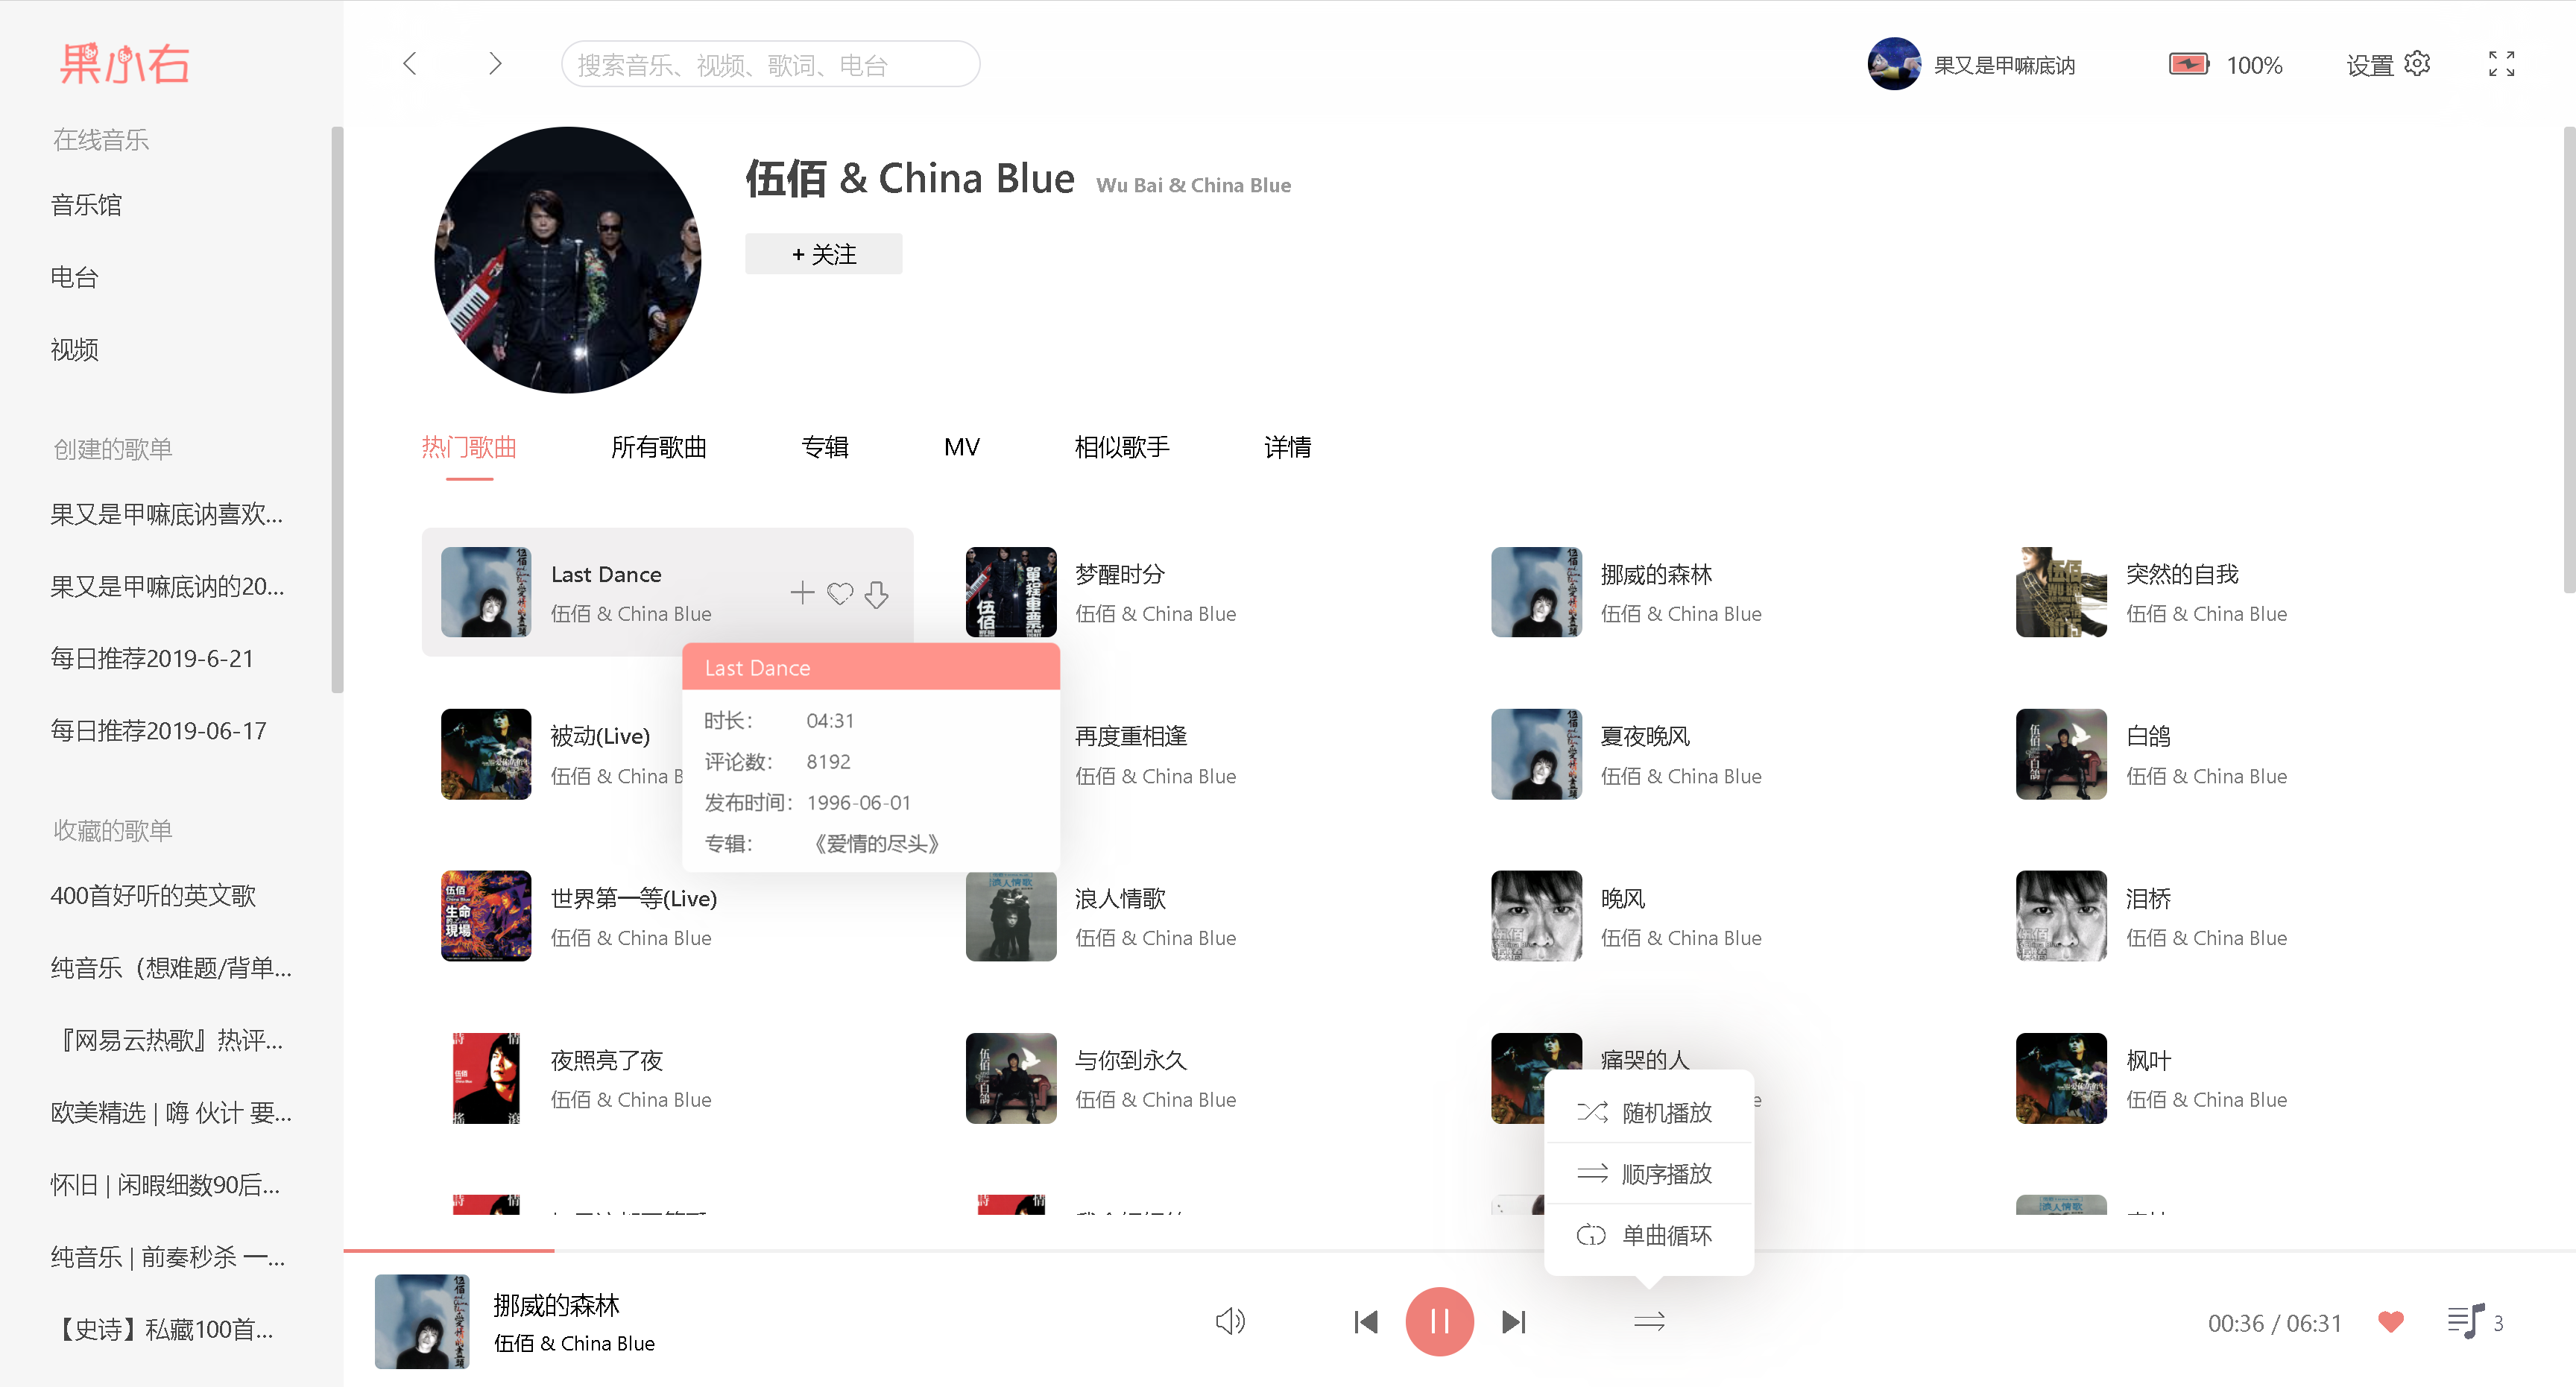 果小右
搜索音乐、视频、歌词、电台
果又是甲嘛底讷
100%
设置
在线音乐
音乐馆
电台
视频
创建的歌单
果又是甲嘛底讷喜欢...
果又是甲嘛底讷的20...
每日推荐2019-6-21
每日推荐2019-06-17
收藏的歌单
400首好听的英文歌
纯音乐（想难题/背单...
『网易云热歌』热评...
欧美精选 | 嗨 伙计 要...
怀旧 | 闲暇细数90后...
纯音乐 | 前奏秒杀 一...
【史诗】私藏100首...
伍佰 & China Blue Wu Bai & China Blue
+ 关注
热门歌曲 所有歌曲 专辑 MV 相似歌手 详情
Last Dance
伍佰 & China Blue
梦醒时分
伍佰 & China Blue
挪威的森林
伍佰 & China Blue
突然的自我
伍佰 & China Blue
Last Dance
时长： 04:31
评论数： 8192
发布时间： 1996-06-01
专辑： 《爱情的尽头》
被动(Live)
伍佰 & China B
再度重相逢
伍佰 & China Blue
夏夜晚风
伍佰 & China Blue
白鸽
伍佰 & China Blue
世界第一等(Live)
伍佰 & China Blue
浪人情歌
伍佰 & China Blue
晚风
伍佰 & China Blue
泪桥
伍佰 & China Blue
夜照亮了夜
伍佰 & China Blue
与你到永久
伍佰 & China Blue
痛哭的人
e
枫叶
伍佰 & China Blue
随机播放
顺序播放
单曲循环
挪威的森林
伍佰 & China Blue
00:36 / 06:31
3